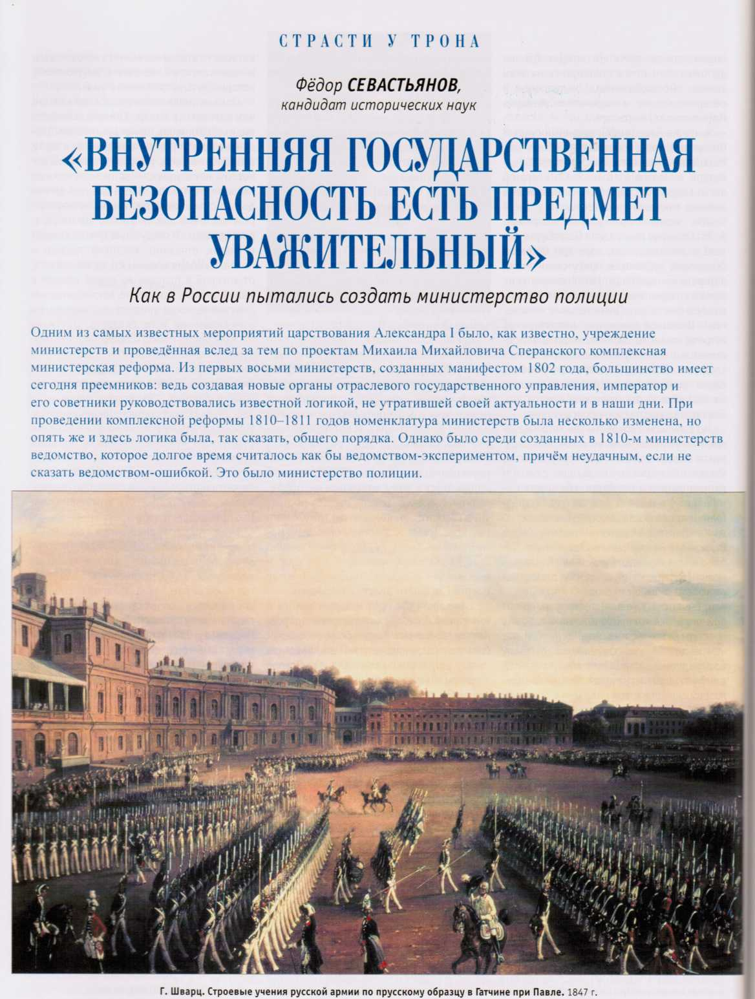 СТРАСТИ У ТРОНА
Фёдор СЕВАСТЬЯНОВ,
кандидат исторических наук
«ВНУТРЕННЯЯ ГОСУДАРСТВЕННАЯ
БЕЗОПАСНОСТЬ ЕСТЬ ПРЕДМЕТ
УВАЖИТЕЛЬНЫЙ»
Как в России пытались создать министерство полиции
Одним из самых известных мероприятий царствования Александра I было, как известно, учреждение
министерств и проведённая вслед за тем по проектам Михаила Михайловича Сперанского комплексная
министерская реформа. Из первых восьми министерств, созданных манифестом 1802 года, большинство имеет
сегодня преемников: ведь создавая новые органы отраслевого государственного управления, император и
его советники руководствовались известной логикой, не утратившей своей актуальности и в наши дни. При
проведении комплексной реформы 1810–1811 годов номенклатура министерств была несколько изменена, но
опять же и здесь логика была, так сказать, общего порядка. Однако было среди созданных в 1810-м министерств
ведомство, которое долгое время считалось как бы ведомством-экспериментом, причём неудачным, если не
сказать ведомством-ошибкой. Это было министерство полиции.
Г. Шварц. Строевые учения русской армии по прусскому образцу в Гатчине при Павле. 1847 г.